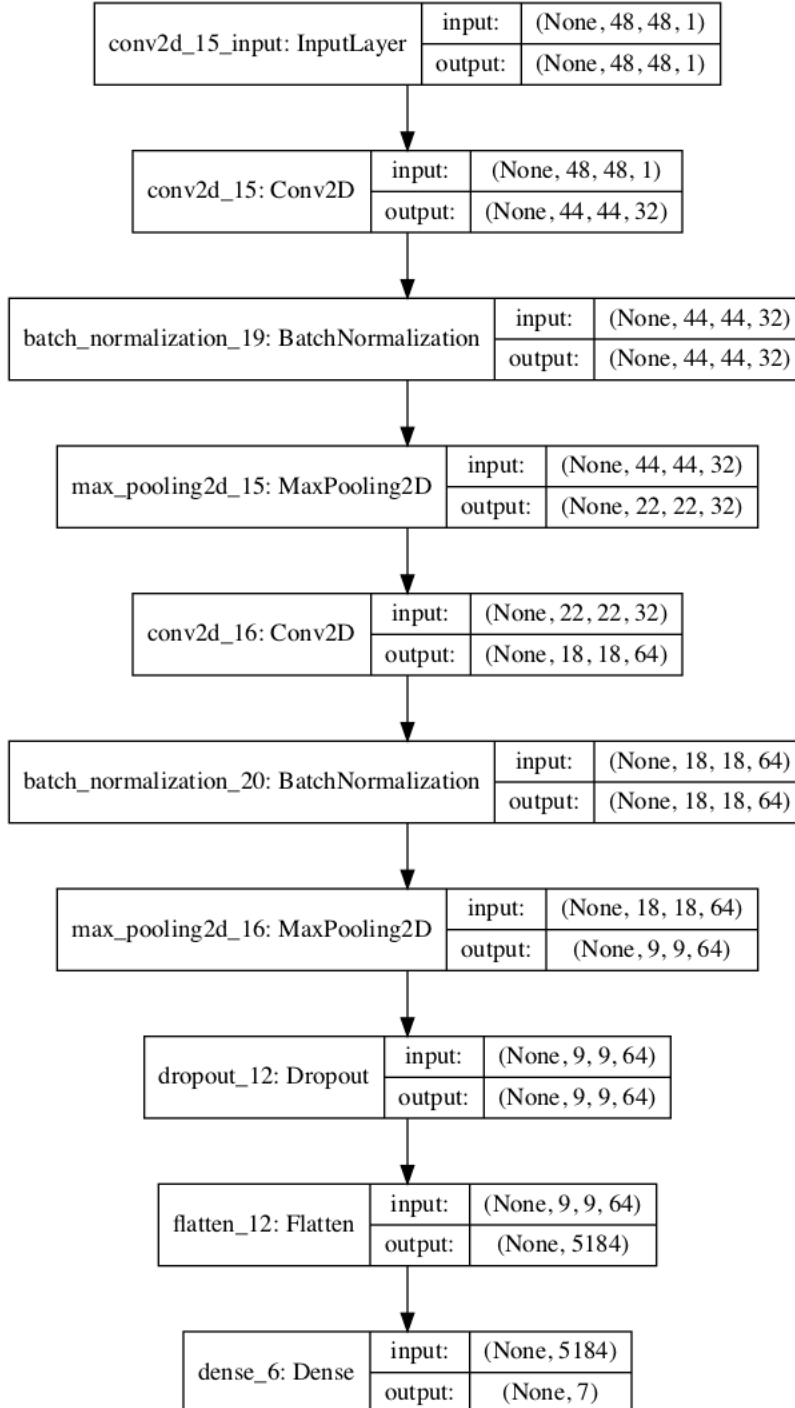 conv2d_15_input: InputLayer
input: (None, 48, 48, 1)
output: (None, 48, 48, 1)
conv2d_15: Conv2D
input: (None, 48, 48, 1)
output: (None, 44, 44, 32)
batch_normalization_19: BatchNormalization
input: (None, 44, 44, 32)
output: (None, 44, 44, 32)
max_pooling2d_15: MaxPooling2D
input: (None, 44, 44, 32)
output: (None, 22, 22, 32)
conv2d_16: Conv2D
input: (None, 22, 22, 32)
output: (None, 18, 18, 64)
batch_normalization_20: BatchNormalization
input: (None, 18, 18, 64)
output: (None, 18, 18, 64)
max_pooling2d_16: MaxPooling2D
input: (None, 18, 18, 64)
output: (None, 9, 9, 64)
dropout_12: Dropout
input: (None, 9, 9, 64)
output: (None, 9, 9, 64)
flatten_12: Flatten
input: (None, 9, 9, 64)
output: (None, 5184)
dense_6: Dense
input: (None, 5184)
output: (None, 7)